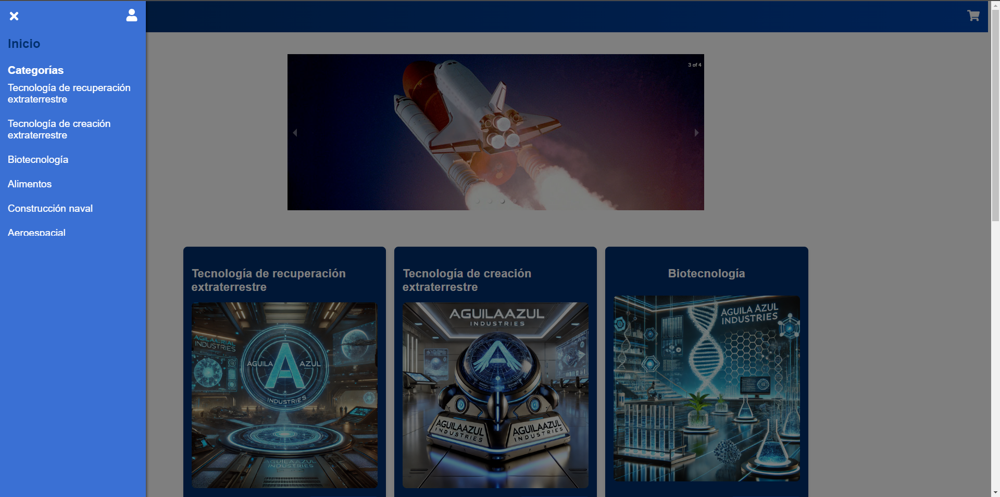 Inicio
Categorías
Tecnología de recuperación
extraterrestre
Tecnología de creación
extraterrestre
Biotecnología
Alimentos
Construcción naval
Aeroespacial
3 of 4
Tecnología de recuperación
extraterrestre
INDUSTRIES
AGUILA AZUL
INDUSTRIES
Tecnología de creación
extraterrestre
AGUILAAZUL
INDUSTRIES
AGUILAAZUL
INDUSTRIES
AGUILAAZUL
INDUSTRIES
Biotecnología
AGUILA AZUL
INDUSTRIES